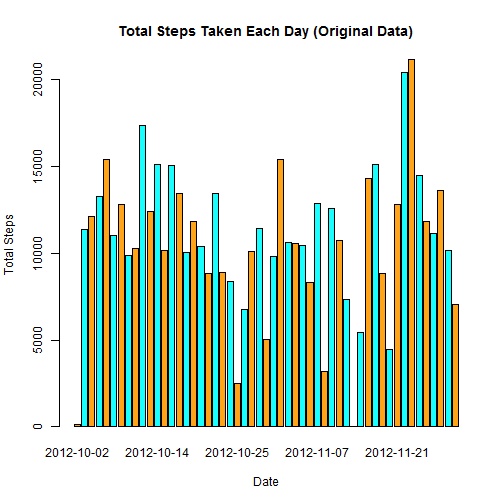 Total Steps Taken Each Day (Original Data)
Total Steps
20000
15000
10000
5000
0
2012-10-02 2012-10-14 2012-10-25 2012-11-07 2012-11-21
Date